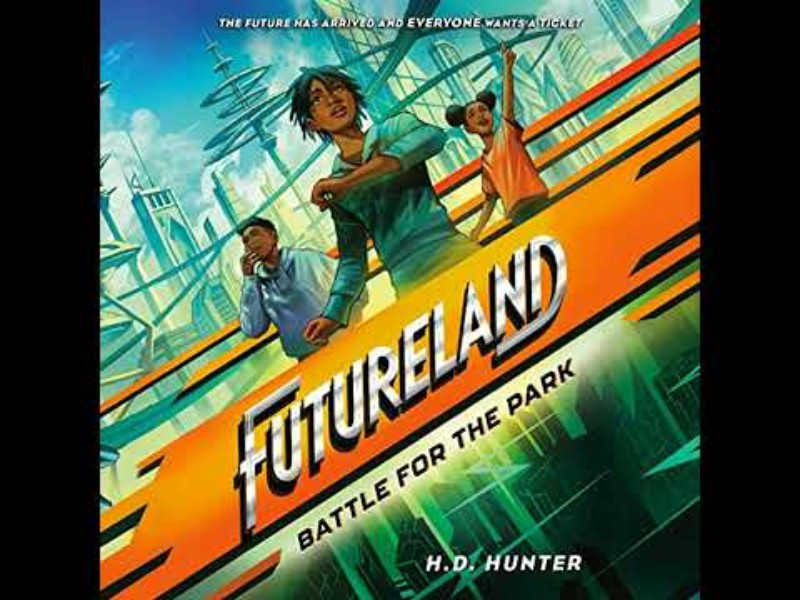 THE FUTURE HAS ARRIVED AND EVERYONE WANTS A TICKET
FUTURELAND
BATTLE FOR THE PARK
H.D. HUNTER